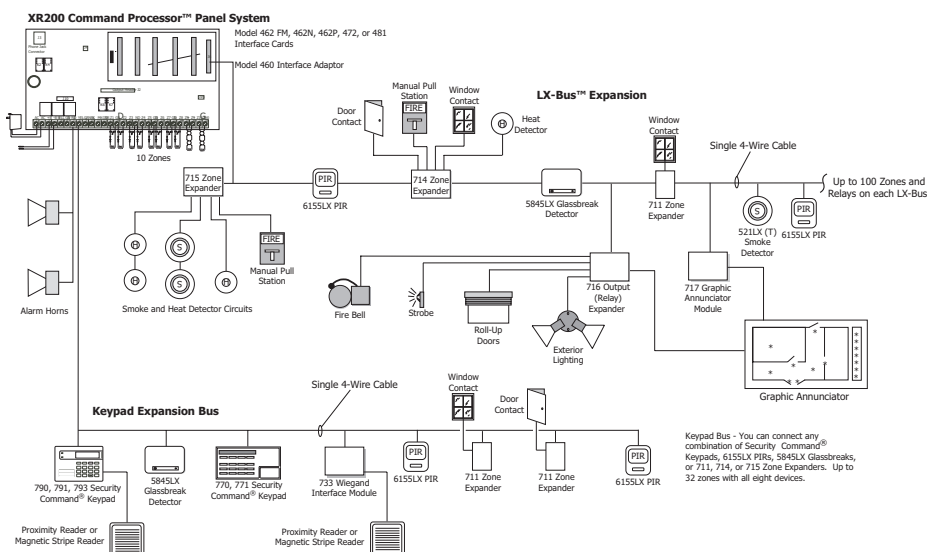 XR200 Command Processor™ Panel System
Model 462 FM, 462N, 462P, 472, or 481
Interface Cards
Model 460 Interface Adaptor
Phone Jack
Connector
10 Zones
LX-Bus™ Expansion
Door
Contact
Manual Pull
Station
FIRE
Window
Contact
H
Heat
Detector
Window
Contact
Single 4-Wire Cable
715 Zone
Expander
PIR
6155LX PIR
714 Zone
Expander
5845LX Glassbreak
Detector
711 Zone
Expander
S
521LX (T)
Smoke
Detector
PIR
6155LX PIR
Up to 100 Zones and
Relays on each LX-Bus
Alarm Horns
H
H
S
S
H
FIRE
Manual Pull
Station
Smoke and Heat Detector Circuits
Fire Bell
Strobe
Roll-Up
Doors
Exterior
Lighting
716 Output
(Relay)
Expander
717 Graphic
Annunciator
Module
Graphic Annunciator
Keypad Expansion Bus
Single 4-Wire Cable
Window
Contact
Door
Contact
790, 791, 793 Security
Command® Keypad
5845LX
Glassbreak
Detector
770, 771 Security
Command® Keypad
733 Wiegand
Interface Module
PIR
6155LX PIR
711 Zone
Expander
711 Zone
Expander
PIR
6155LX PIR
Keypad Bus - You can connect any
combination of Security Command®
Keypads, 6155LX PIRs, 5845LX Glassbreaks,
or 711, 714, or 715 Zone Expanders. Up to
32 zones with all eight devices.
Proximity Reader or
Magnetic Stripe Reader
Proximity Reader or
Magnetic Stripe Reader